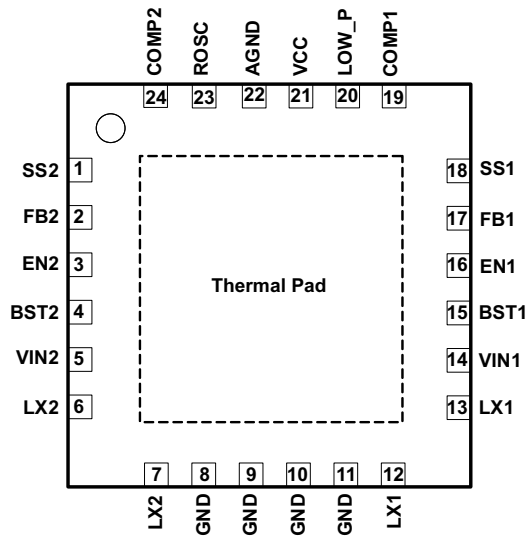 COMP2
ROSC
AGND
VCC
LOW_P
COMP1
24
23
22
21
20
19
SS2 1
18 SS1
FB2 2
17 FB1
EN2 3
16 EN1
Thermal Pad
BST2 4
15 BST1
VIN2 5
14 VIN1
LX2 6
13 LX1
7
8
9
10
11
12
LX2
GND
GND
GND
GND
LX1